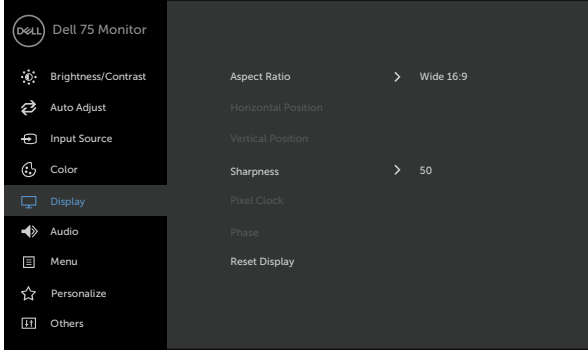 DELL
Dell 75 Monitor
Brightness/Contrast
Auto Adjust
Input Source
Color
Display
Audio
Menu
Personalize
Others
Aspect Ratio > Wide 16:9
Horizontal Position
Vertical Position
Sharpness > 50
Pixel Clock
Phase
Reset Display